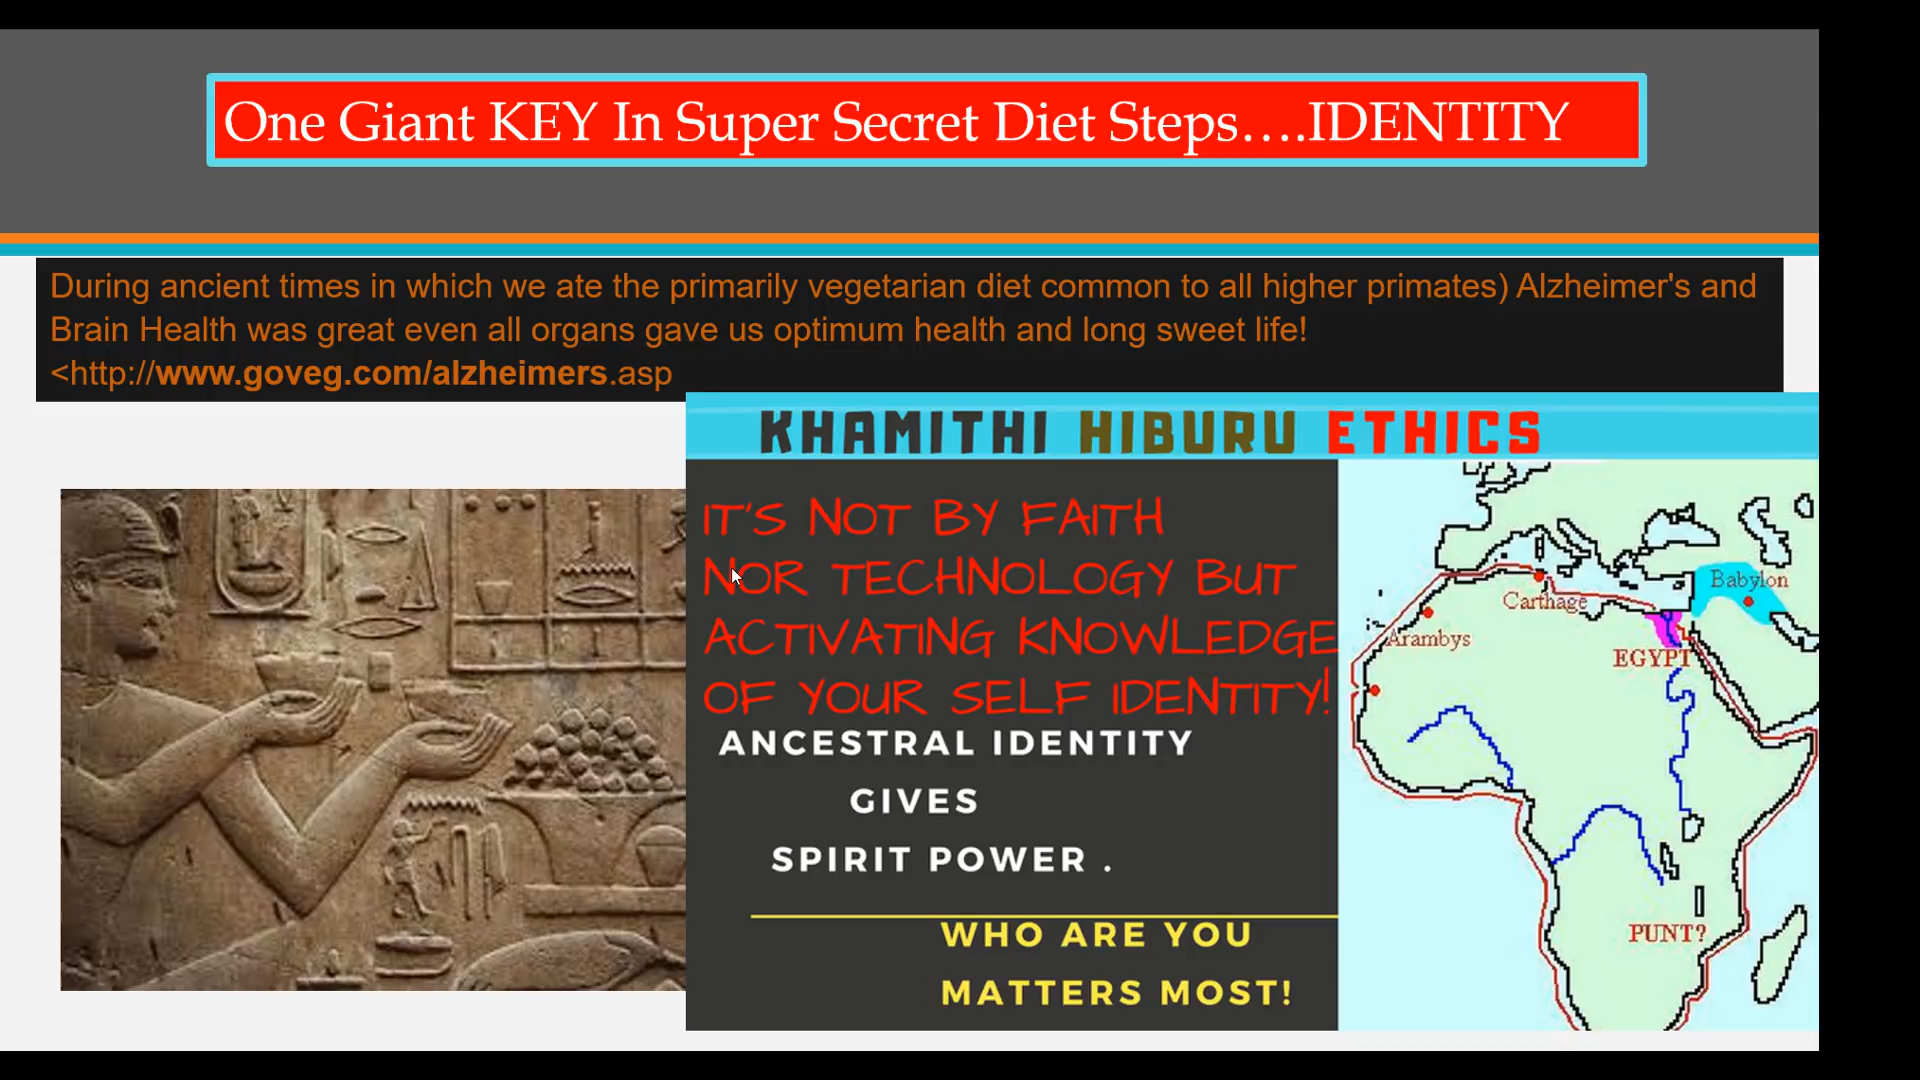 One Giant KEY In Super Secret Diet Steps….IDENTITY
During ancient times in which we ate the primarily vegetarian diet common to all higher primates) Alzheimer's and
Brain Health was great even all organs gave us optimum health and long sweet life!
<http://www.goveg.com/alzheimers.asp
KHAMITHI HIBURU ETHICS
IT'S NOT BY FAITH
NOR TECHNOLOGY BUT
ACTIVATING KNOWLEDGE
OF YOUR SELF IDENTITY!
ANCESTRAL IDENTITY
GIVES
SPIRIT POWER .
WHO ARE YOU
MATTERS MOST!
Babylon
Carthage
Arambys
EGYPT
PUNT?